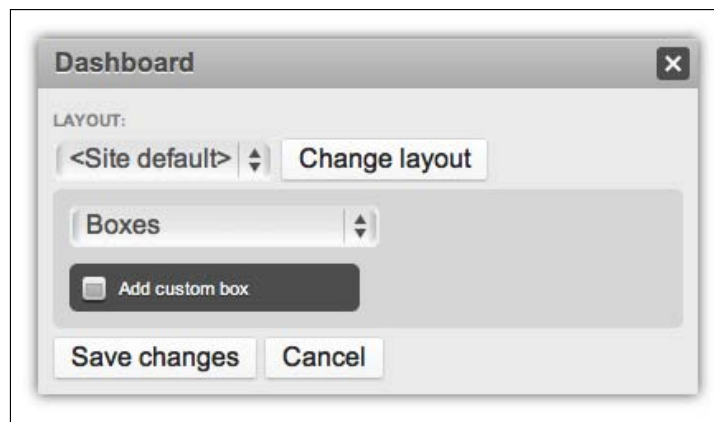 Dashboard
LAYOUT:
<Site default> Change layout
Boxes
Add custom box
Save changes Cancel